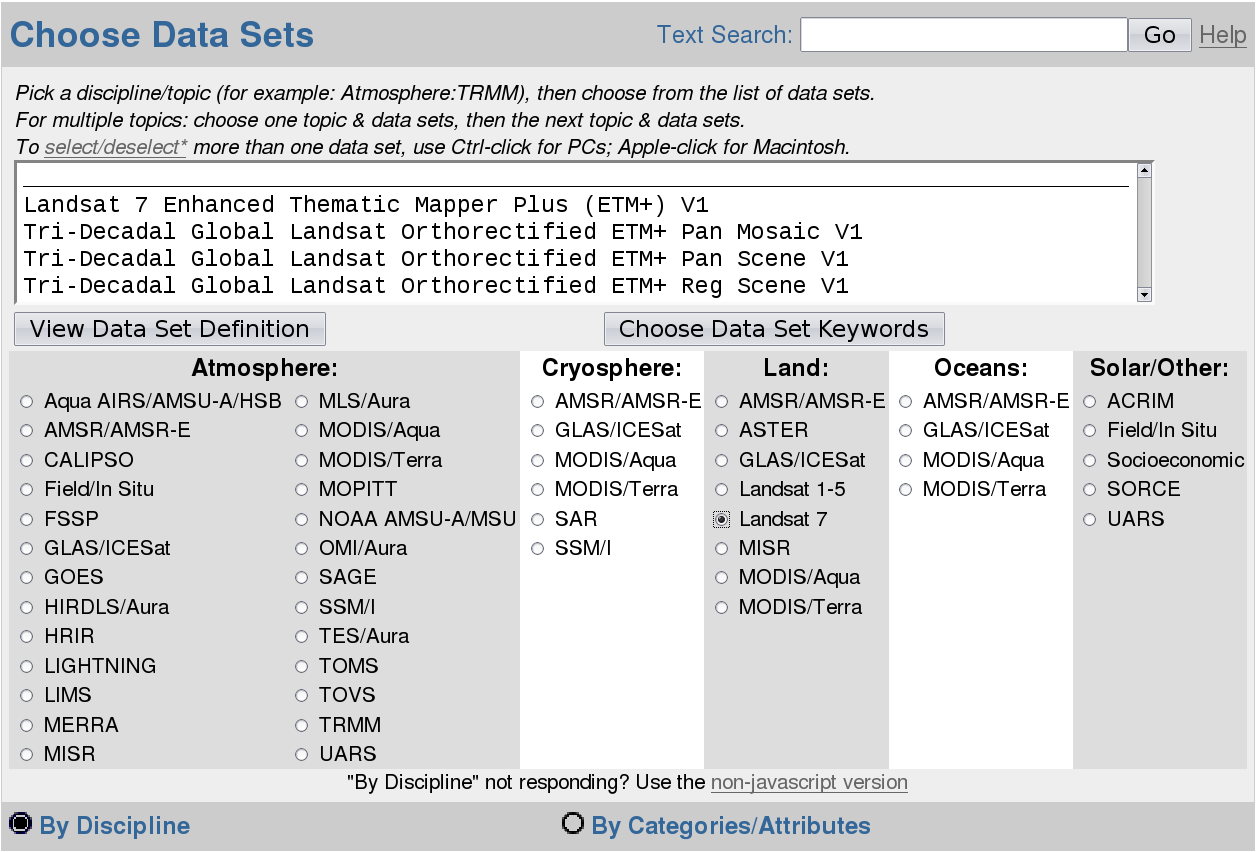 Choose Data Sets
Text Search: Go Help
Pick a discipline/topic (for example: Atmosphere:TRMM), then choose from the list of data sets.
For multiple topics: choose one topic & data sets, then the next topic & data sets.
To select/deselect* more than one data set, use Ctrl-click for PCs; Apple-click for Macintosh.
Landsat 7 Enhanced Thematic Mapper Plus (ETM+) V1
Tri-Decadal Global Landsat Orthorectified ETM+ Pan Mosaic V1
Tri-Decadal Global Landsat Orthorectified ETM+ Pan Scene V1
Tri-Decadal Global Landsat Orthorectified ETM+ Reg Scene V1
View Data Set Definition Choose Data Set Keywords
Atmosphere: Cryosphere: Land: Oceans: Solar/Other:
Aqua AIRS/AMSU-A/HSB MLS/Aura AMSR/AMSR-E AMSR/AMSR-E AMSR/AMSR-E ACRIM
AMSR/AMSR-E MODIS/Aqua GLAS/ICESat ASTER GLAS/ICESat Field/In Situ
CALIPSO MODIS/Terra MODIS/Aqua GLAS/ICESat MODIS/Aqua Socioeconomic
Field/In Situ MOPITT MODIS/Terra Landsat 1-5 MODIS/Terra SORCE
FSSP NOAA AMSU-A/MSU SAR Landsat 7 UARS
GLAS/ICESat OMI/Aura SSM/I MISR
GOES SAGE MODIS/Aqua
HIRDLS/Aura SSM/I MODIS/Terra
HRIR TES/Aura
LIGHTNING TOMS
LIMS TOVS
MERRA TRMM
MISR UARS
"By Discipline" not responding? Use the non-javascript version
By Discipline By Categories/Attributes